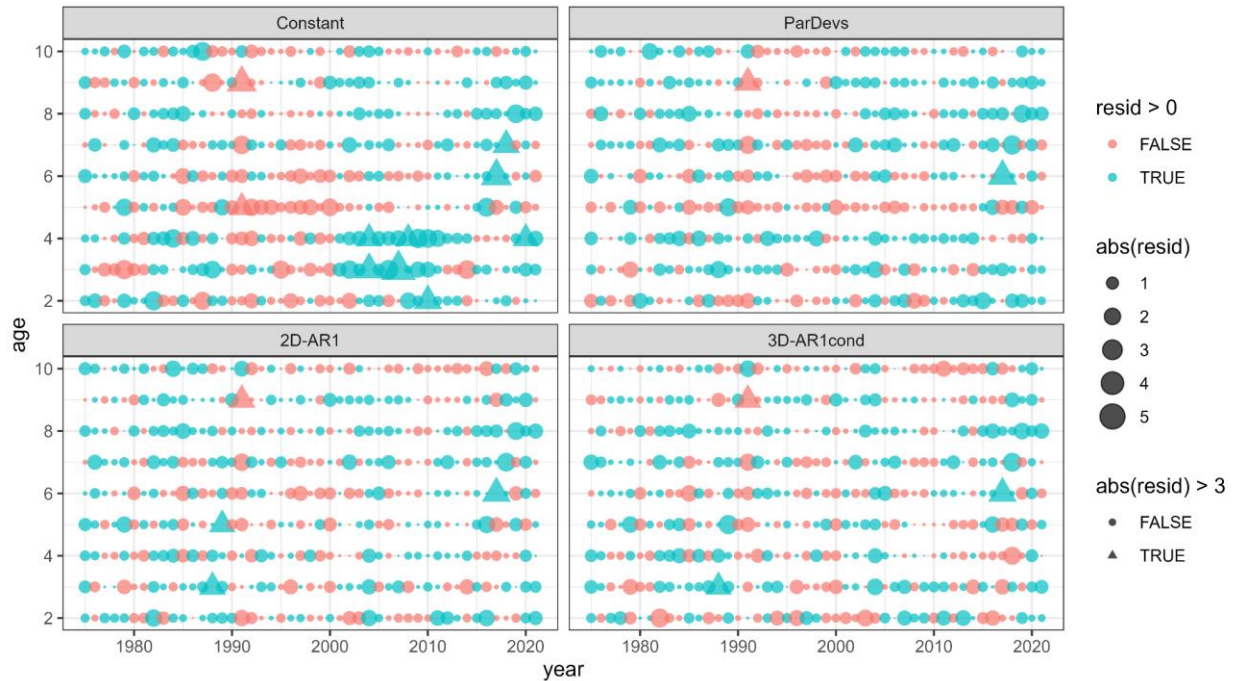 Constant
ParDevs
10
8
6
4
2
2D-AR1
3D-AR1cond
10
8
6
4
2
1980 1990 2000 2010 2020
1980 1990 2000 2010 2020
age
year
resid > 0
FALSE
TRUE
abs(resid)
1
2
3
4
5
abs(resid) > 3
FALSE
TRUE